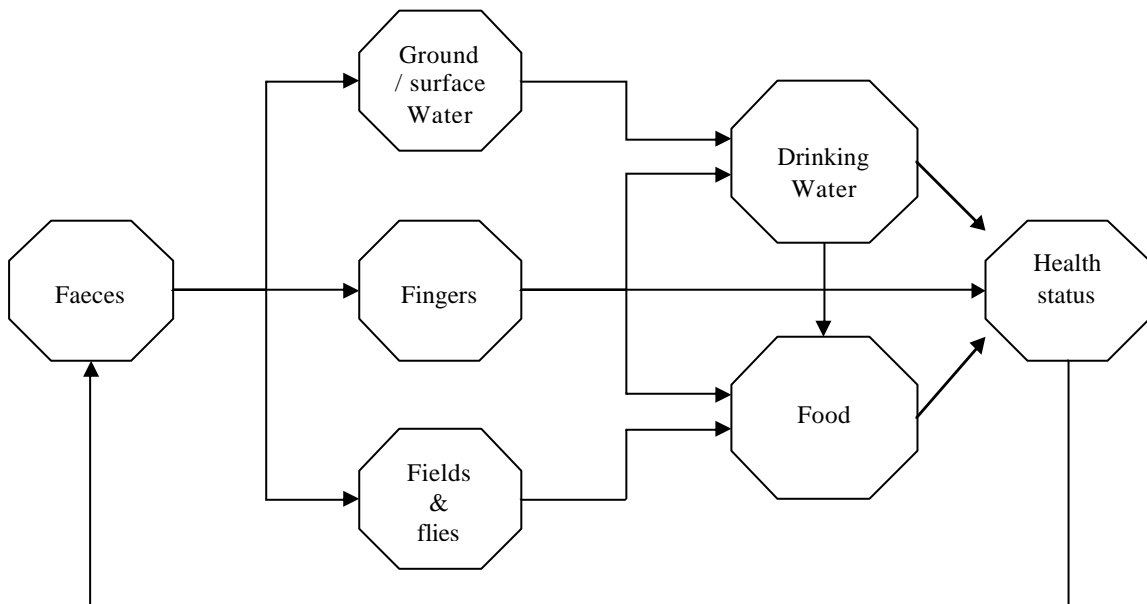 Ground
/ surface
Water
Drinking
Water
Faeces
Fingers
Health
status
Food
Fields
&
flies